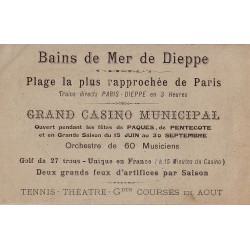 Bains de Mer de Dieppe
Plage la plus rapprochée de Paris
Trains directs PARIS-DIEPPE en 3 Heures
GRAND CASINO MUNICIPAL
Ouvert pendant les fêtes de PAQUES, de PENTECOTE
et en Grande Saison du 15 JUIN au 30 SEPTEMBRE
Orchestre de 60 Musiciens
Golf de 27 trous - Unique en France (à 15 Minutes du Casino)
Deux grands feux d'artifices par Saison
TENNIS - THÉATRE - Gdes COURSES en AOUT